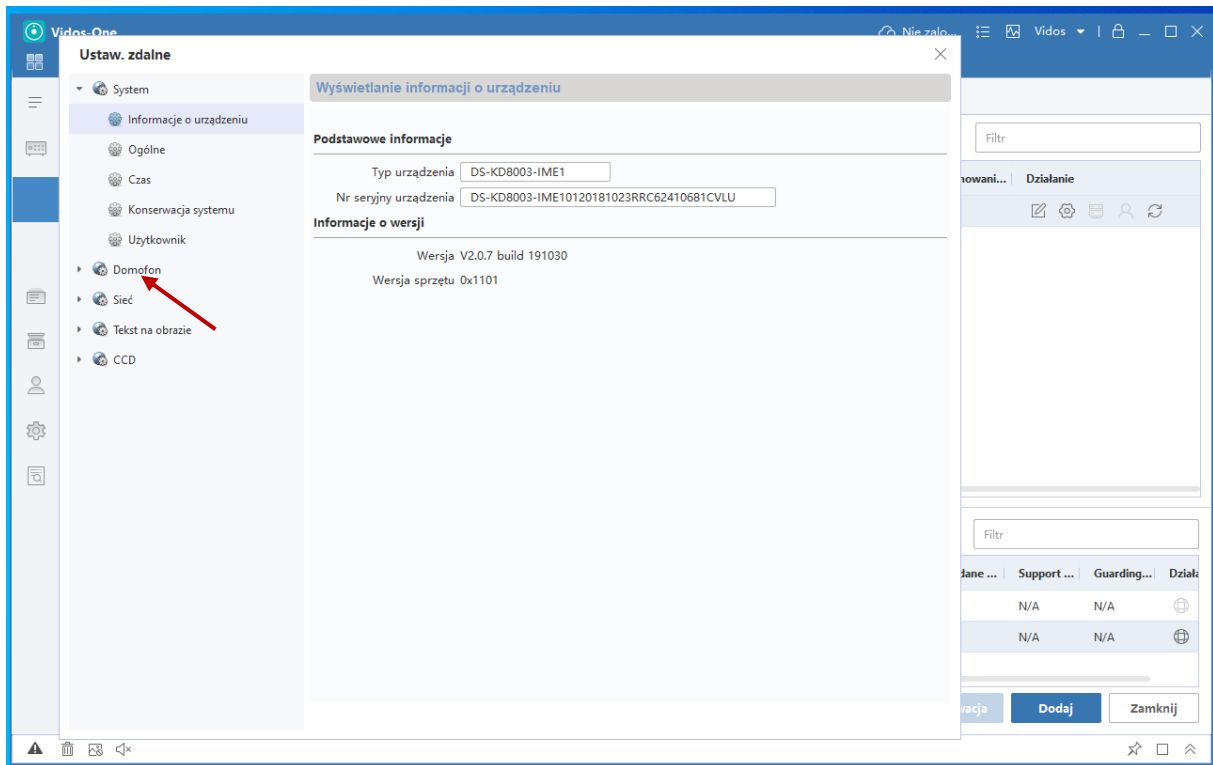 Vidos-One
Nie zalo...
Vidos
Ustaw. zdalne
System
Informacje o urządzeniu
Ogólne
Czas
Konserwacja systemu
Użytkownik
Domofon
Sieć
Tekst na obrazie
CCD
Wyświetlanie informacji o urządzeniu
Podstawowe informacje
Typ urządzenia DS-KD8003-IME1
Nr seryjny urządzenia DS-KD8003-IME10120181023RRC62410681CVLU
Informacje o wersji
Wersja V2.0.7 build 191030
Wersja sprzętu 0x1101
Filtr
nowani... Działanie
Filtr
dane ... Support ... Guarding... Działa
N/A N/A
N/A N/A
wacja Dodaj Zamknij